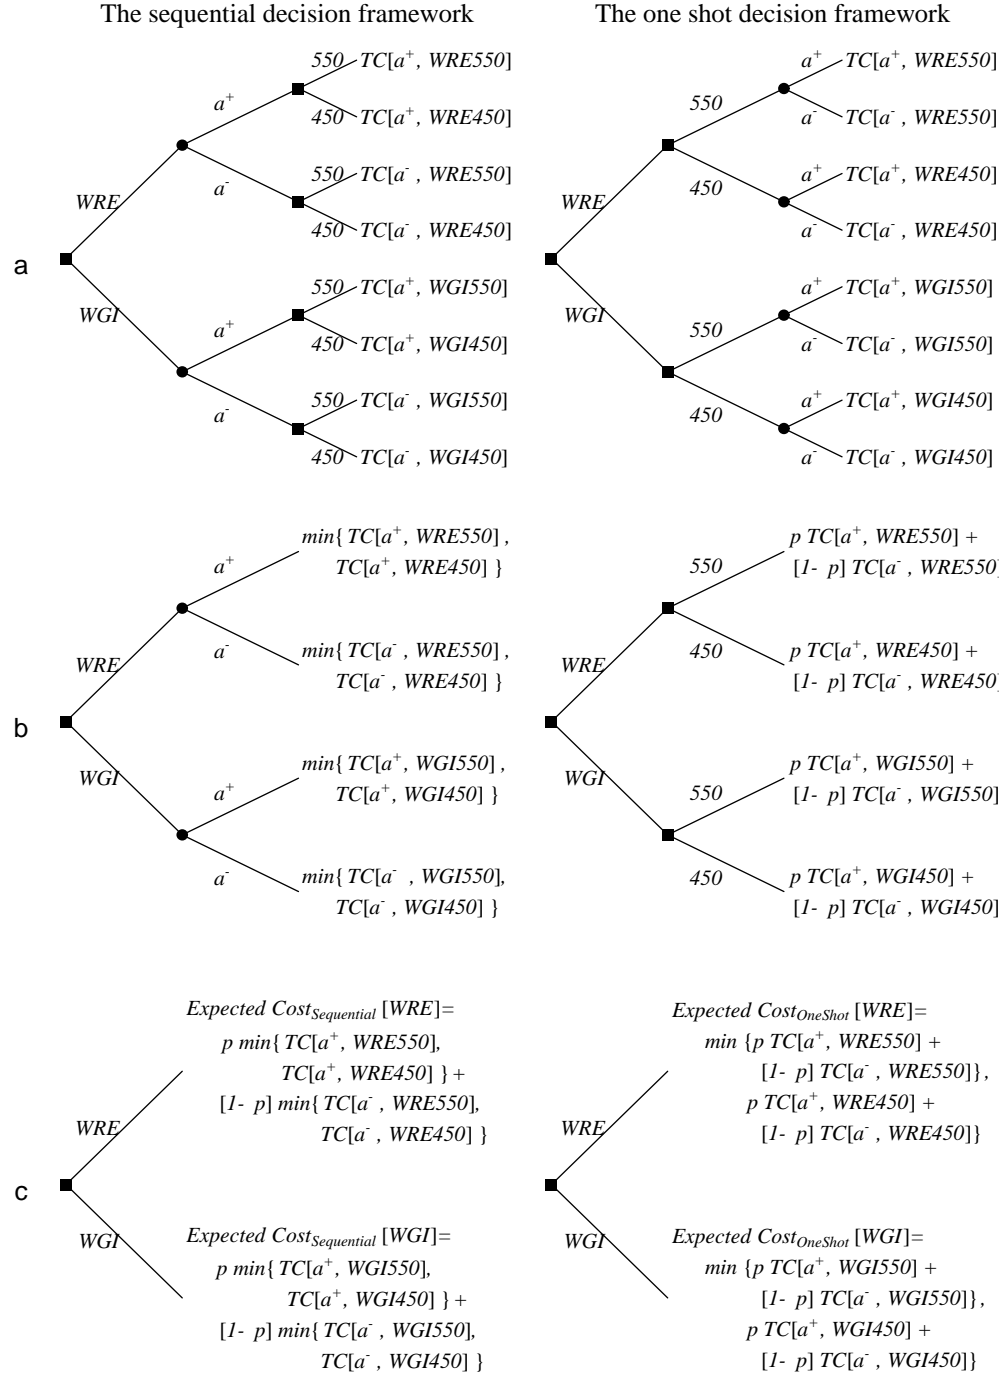 The sequential decision framework
The one shot decision framework
a
WRE
WGI
a⁺
a⁻
a⁺
a⁻
550 TC[a⁺, WRE550]
450 TC[a⁺, WRE450]
550 TC[a⁻ , WRE550]
450 TC[a⁻ , WRE450]
550 TC[a⁺, WGI550]
450 TC[a⁺, WGI450]
550 TC[a⁻ , WGI550]
450 TC[a⁻ , WGI450]
WRE
WGI
550
450
550
450
a⁺ TC[a⁺, WRE550]
a⁻ TC[a⁻ , WRE550]
a⁺ TC[a⁺, WRE450]
a⁻ TC[a⁻ , WRE450]
a⁺ TC[a⁺, WGI550]
a⁻ TC[a⁻ , WGI550]
a⁺ TC[a⁺, WGI450]
a⁻ TC[a⁻ , WGI450]
b
WRE
WGI
a⁺
min{ TC[a⁺, WRE550] ,
TC[a⁺, WRE450] }
a⁻
min{ TC[a⁻ , WRE550] ,
TC[a⁻ , WRE450] }
a⁺
min{ TC[a⁺, WGI550] ,
TC[a⁺, WGI450] }
a⁻
min{ TC[a⁻ , WGI550],
TC[a⁻ , WGI450] }
WRE
WGI
550
p TC[a⁺, WRE550] +
[1- p] TC[a⁻ , WRE550]
450
p TC[a⁺, WRE450] +
[1- p] TC[a⁻ , WRE450]
550
p TC[a⁺, WGI550] +
[1- p] TC[a⁻ , WGI550]
450
p TC[a⁺, WGI450] +
[1- p] TC[a⁻ , WGI450]
c
WRE
Expected Cost_Sequential [WRE]=
p min{ TC[a⁺, WRE550],
TC[a⁺, WRE450] } +
[1- p] min{ TC[a⁻ , WRE550],
TC[a⁻ , WRE450] }
WGI
Expected Cost_Sequential [WGI]=
p min{ TC[a⁺, WGI550],
TC[a⁺, WGI450] } +
[1- p] min{ TC[a⁻ , WGI550],
TC[a⁻ , WGI450] }
WRE
Expected Cost_OneShot [WRE]=
min {p TC[a⁺, WRE550] +
[1- p] TC[a⁻ , WRE550]},
p TC[a⁺, WRE450] +
[1- p] TC[a⁻ , WRE450]}
WGI
Expected Cost_OneShot [WGI]=
min {p TC[a⁺, WGI550] +
[1- p] TC[a⁻ , WGI550]},
p TC[a⁺, WGI450] +
[1- p] TC[a⁻ , WGI450]}